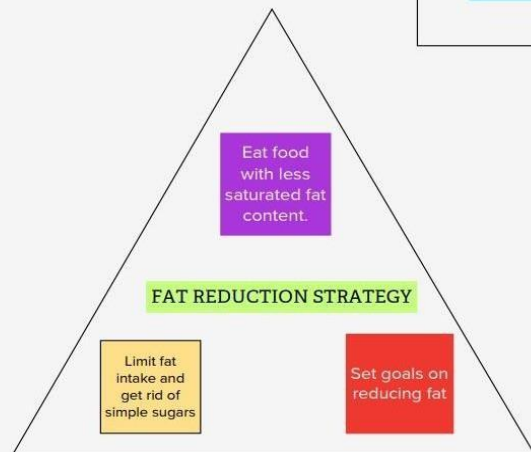 Eat food
with less
saturated fat
content.
FAT REDUCTION STRATEGY
Limit fat
intake and
get rid of
simple sugars
Set goals on
reducing fat